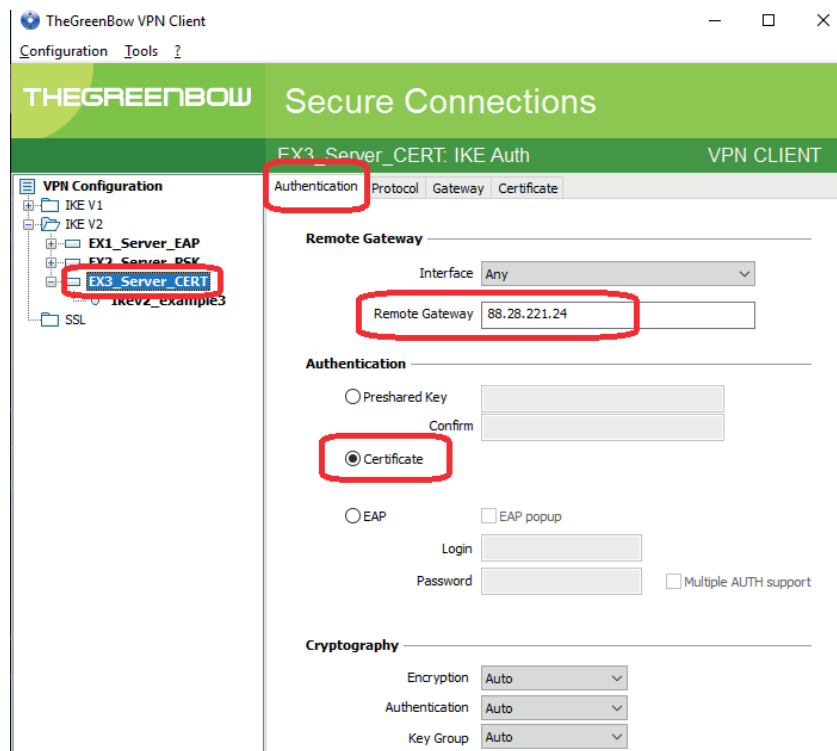 TheGreenBow VPN Client
Configuration Tools ?
THEGREENBOW
Secure Connections
EX3_Server_CERT: IKE Auth VPN CLIENT
VPN Configuration
IKE V1
IKE V2
EX1_Server_EAP
EX2_Server_PSK
EX3_Server_CERT
IKev2_example3
SSL
Authentication Protocol Gateway Certificate
Remote Gateway
Interface Any
Remote Gateway 88.28.221.24
Authentication
Preshared Key
Confirm
Certificate
EAP EAP popup
Login
Password Multiple AUTH support
Cryptography
Encryption Auto
Authentication Auto
Key Group Auto